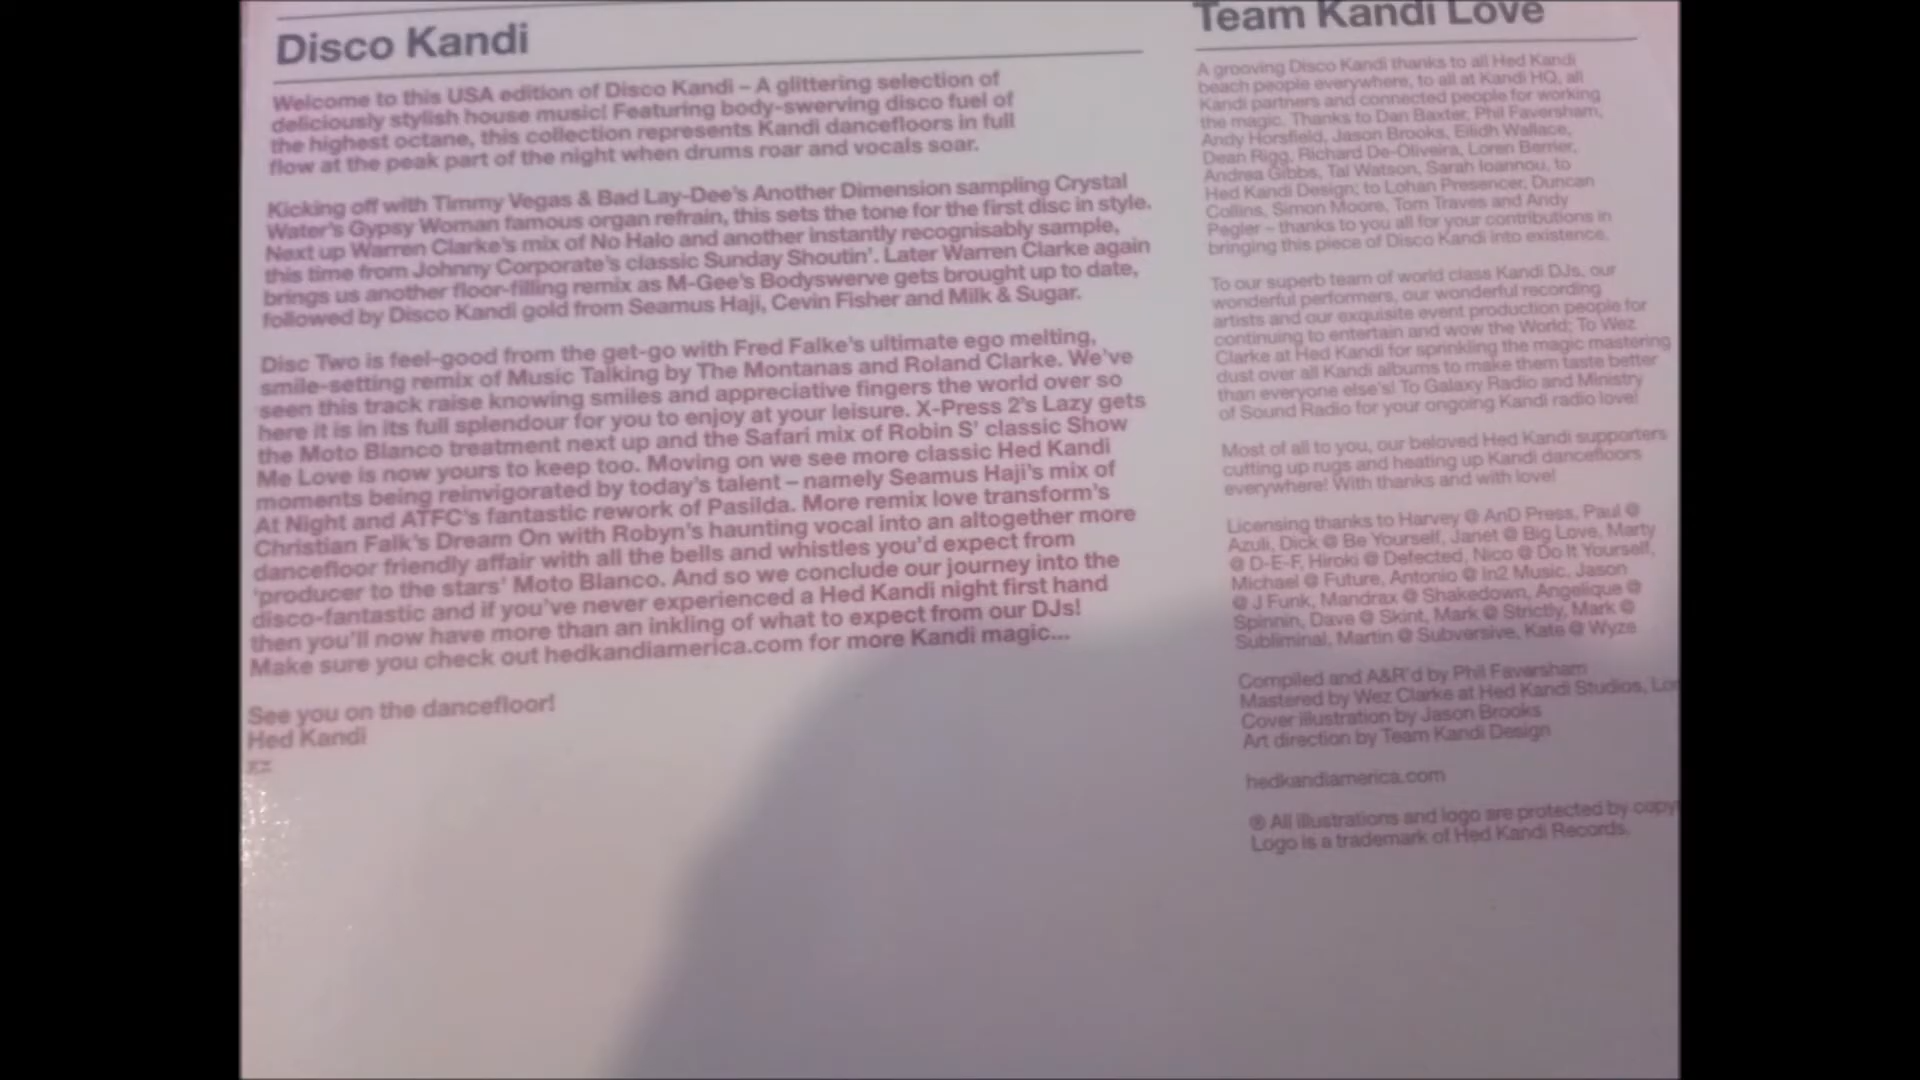 Disco Kandi
Welcome to this USA edition of Disco Kandi – A glittering selection of
deliciously stylish house music! Featuring body-swerving disco fuel of
the highest octane, this collection represents Kandi dancefloors in full
flow at the peak part of the night when drums roar and vocals soar.
Kicking off with Timmy Vegas & Bad Lay-Dee's Another Dimension sampling Crystal
Water's Gypsy Woman famous organ refrain, this sets the tone for the first disc in style.
Next up Warren Clarke's mix of No Halo and another instantly recognisably sample,
this time from Johnny Corporate's classic Sunday Shoutin'. Later Warren Clarke again
brings us another floor-filling remix as M-Gee's Bodyswerve gets brought up to date,
followed by Disco Kandi gold from Seamus Haji, Cevin Fisher and Milk & Sugar.
Disc Two is feel-good from the get-go with Fred Falke's ultimate ego melting,
smile-setting remix of Music Talking by The Montanas and Roland Clarke. We've
seen this track raise knowing smiles and appreciative fingers the world over so
here it is in its full splendour for you to enjoy at your leisure. X-Press 2's Lazy gets
the Moto Blanco treatment next up and the Safari mix of Robin S' classic Show
Me Love is now yours to keep too. Moving on we see more classic Hed Kandi
moments being reinvigorated by today's talent – namely Seamus Haji's mix of
At Night and ATFC's fantastic rework of Pasilda. More remix love transform's
Christian Falk's Dream On with Robyn's haunting vocal into an altogether more
dancefloor friendly affair with all the bells and whistles you'd expect from
'producer to the stars' Moto Blanco. And so we conclude our journey into the
disco-fantastic and if you've never experienced a Hed Kandi night first hand
then you'll now have more than an inkling of what to expect from our DJs!
Make sure you check out hedkandiamerica.com for more Kandi magic...
See you on the dancefloor!
Hed Kandi
xx
Team Kandi Love
A grooving Disco Kandi thanks to all Hed Kandi
beach people everywhere, to all at Kandi HQ, all
Kandi partners and connected people for working
the magic. Thanks to Dan Baxter, Phil Faversham,
Andy Horsfield, Jason Brooks, Eilidh Wallace,
Dean Rigg, Richard De-Oliveira, Loren Berrier,
Andrea Gibbs, Tal Watson, Sarah Ioannou, to
Hed Kandi Design; to Lohan Presencer, Duncan
Collins, Simon Moore, Tom Traves and Andy
Pegler – thanks to you all for your contributions in
bringing this piece of Disco Kandi into existence.
To our superb team of world class Kandi DJs, our
wonderful performers, our wonderful recording
artists and our exquisite event production people for
continuing to entertain and wow the World; To Wez
Clarke at Hed Kandi for sprinkling the magic mastering
dust over all Kandi albums to make them taste better
than everyone else's! To Galaxy Radio and Ministry
of Sound Radio for your ongoing Kandi radio love!
Most of all to you, our beloved Hed Kandi supporters
cutting up rugs and heating up Kandi dancefloors
everywhere! With thanks and with love!
Licensing thanks to Harvey @ AnD Press, Paul @
Azuli, Dick @ Be Yourself, Janet @ Big Love, Marty
@ D-E-F, Hiroki @ Defected, Nico @ Do It Yourself,
Michael @ Future, Antonio @ In2 Music, Jason
@ J Funk, Mandrax @ Shakedown, Angelique @
Spinnin, Dave @ Skint, Mark @ Strictly, Mark @
Subliminal, Martin @ Subversive, Kate @ Wyze
Compiled and A&R'd by Phil Faversham
Mastered by Wez Clarke at Hed Kandi Studios, Lon
Cover illustration by Jason Brooks
Art direction by Team Kandi Design
hedkandiamerica.com
® All illustrations and logo are protected by copy
Logo is a trademark of Hed Kandi Records.